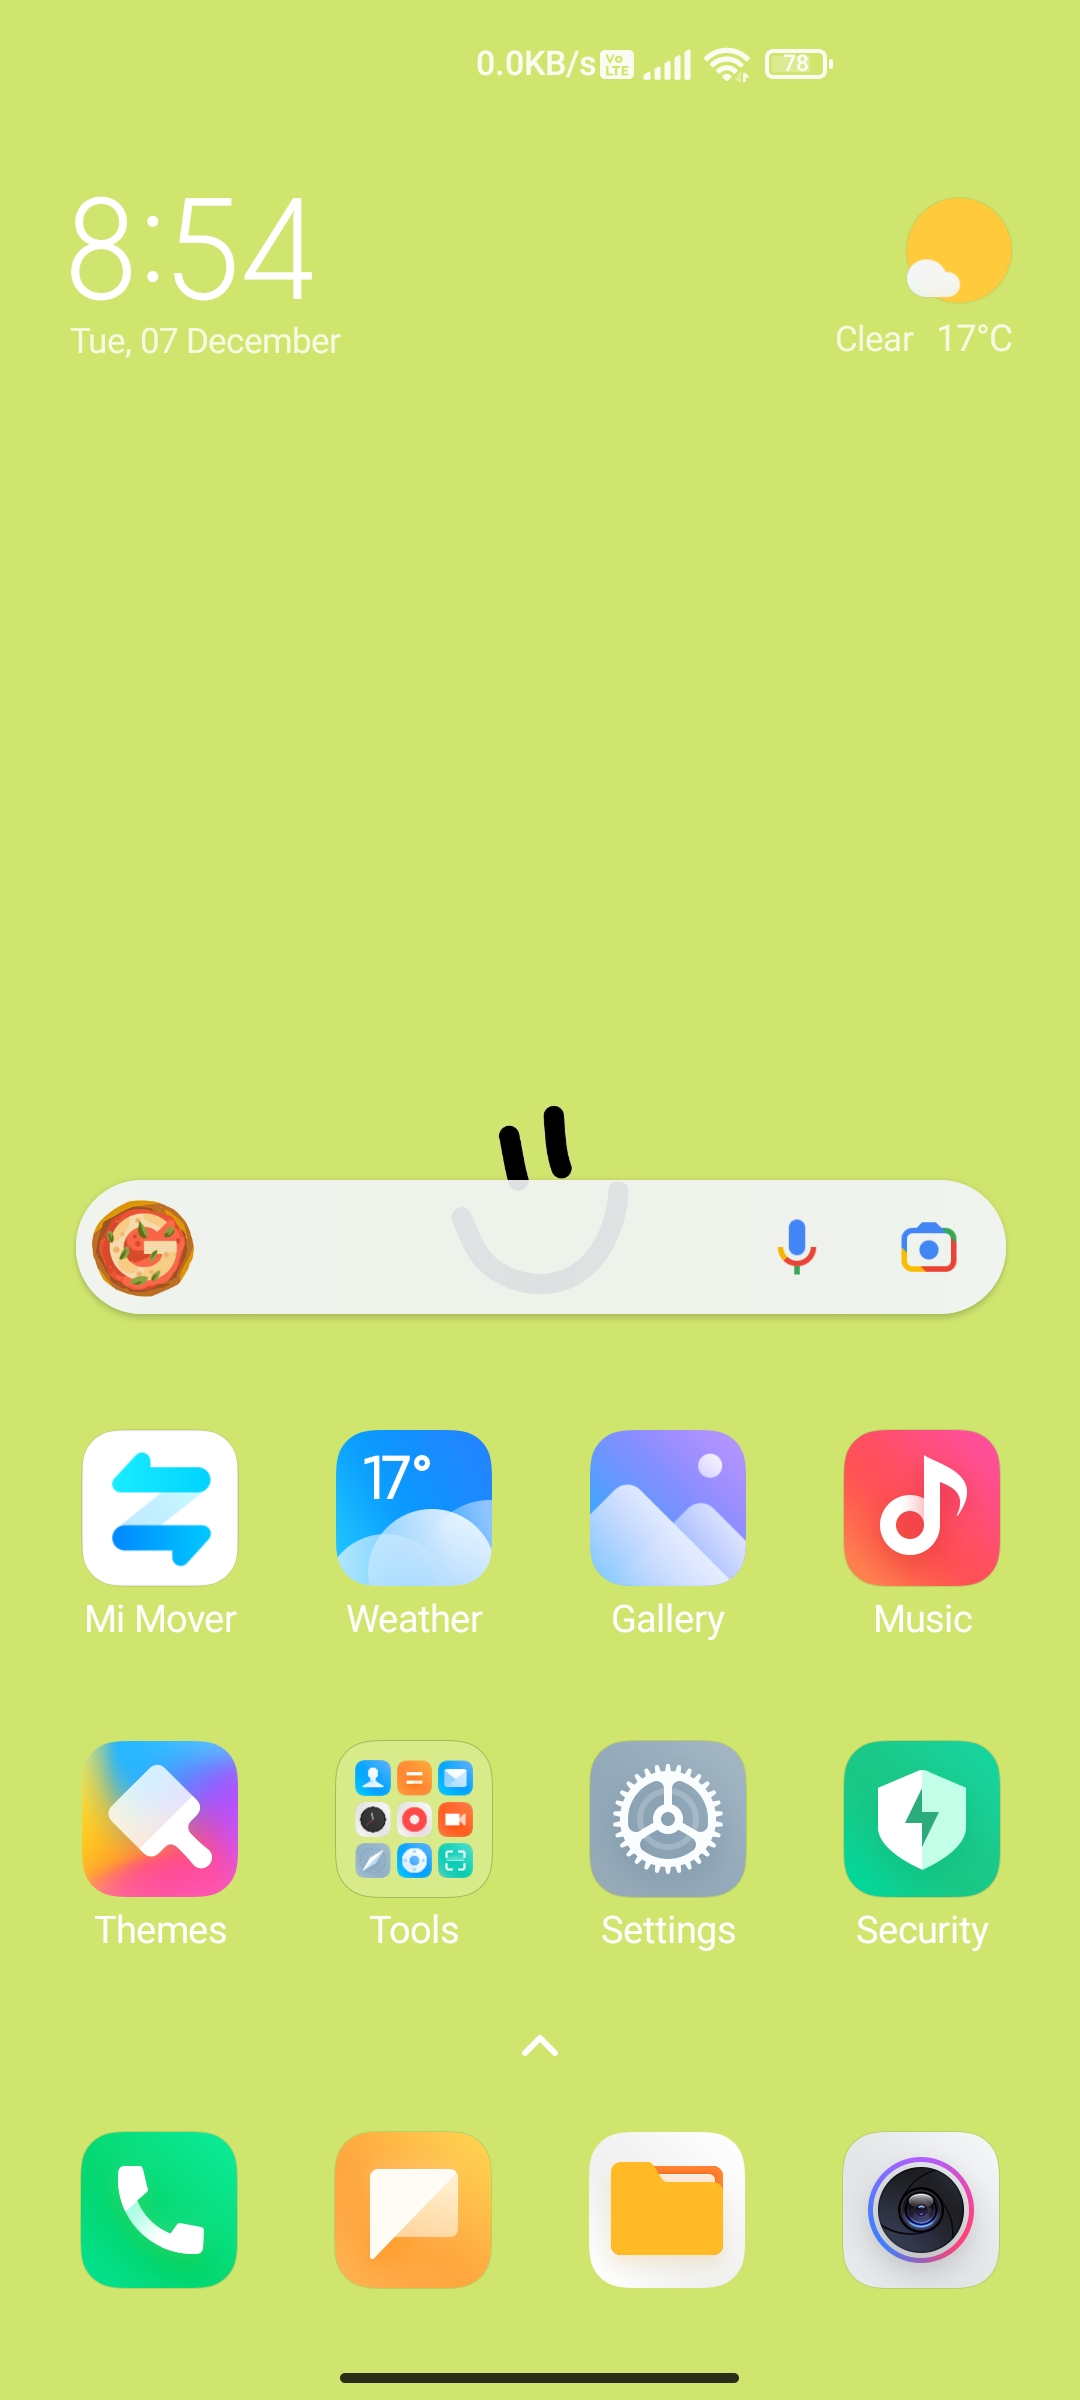 0.0KB/s Vo LTE 78
8:54
Tue, 07 December
Clear 17°C
17°
Mi Mover Weather Gallery Music
Themes Tools Settings Security